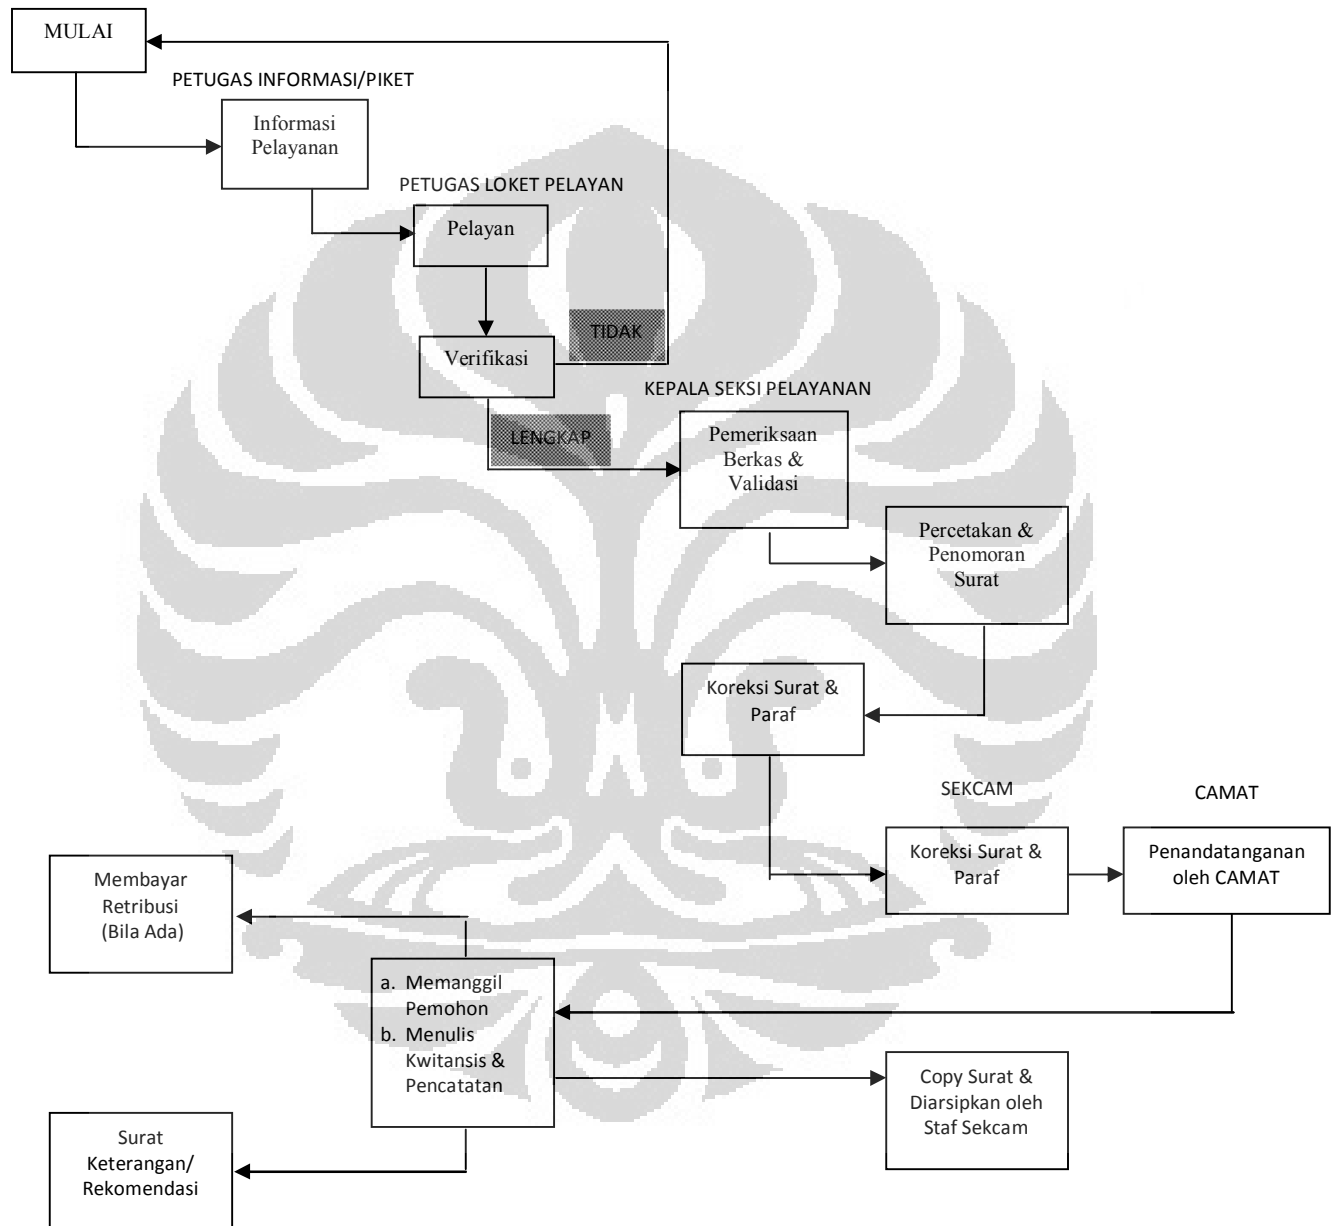 MULAI
PETUGAS INFORMASI/PIKET
Informasi
Pelayanan
PETUGAS LOKET PELAYAN
Pelayan
Verifikasi
TIDAK
LENGKAP
KEPALA SEKSI PELAYANAN
Pemeriksaan
Berkas &
Validasi
Percetakan &
Penomoran
Surat
Koreksi Surat &
Paraf
SEKCAM
Koreksi Surat &
Paraf
CAMAT
Penandatanganan
oleh CAMAT
Membayar
Retribusi
(Bila Ada)
a. Memanggil
Pemohon
b. Menulis
Kwitansis &
Pencatatan
Copy Surat &
Diarsipkan oleh
Staf Sekcam
Surat
Keterangan/
Rekomendasi